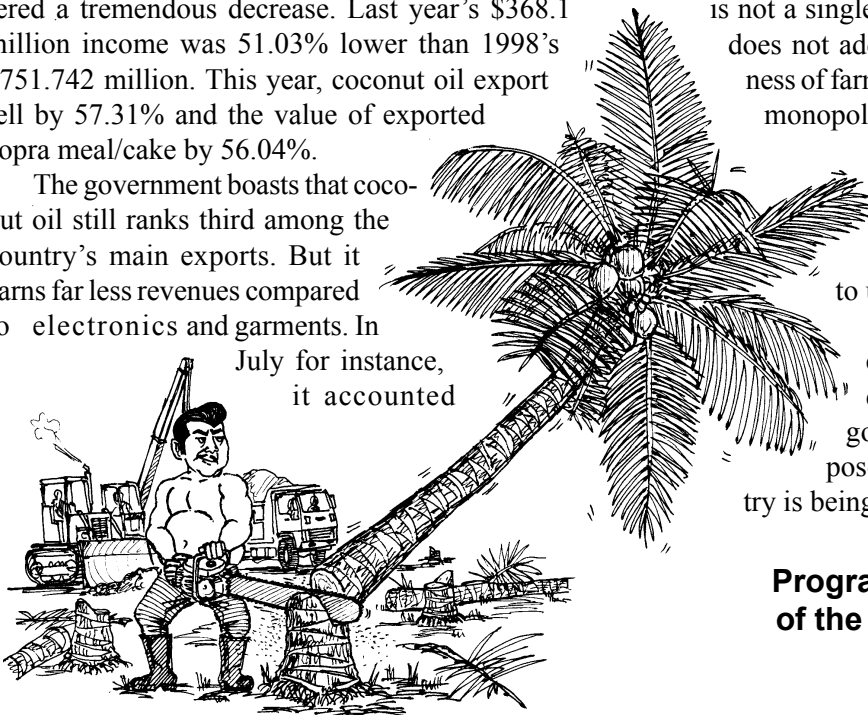 ered a tremendous decrease. Last year's $368.1
million income was 51.03% lower than 1998's
751.742 million. This year, coconut oil export
ell by 57.31% and the value of exported
opra meal/cake by 56.04%.
The government boasts that coco-
ut oil still ranks third among the
ountry's main exports. But it
arns far less revenues compared
o electronics and garments. In
July for instance,
it accounted
is not a single
does not ad
ness of far
monopol
to
go
pos
try is being
Progra
of the